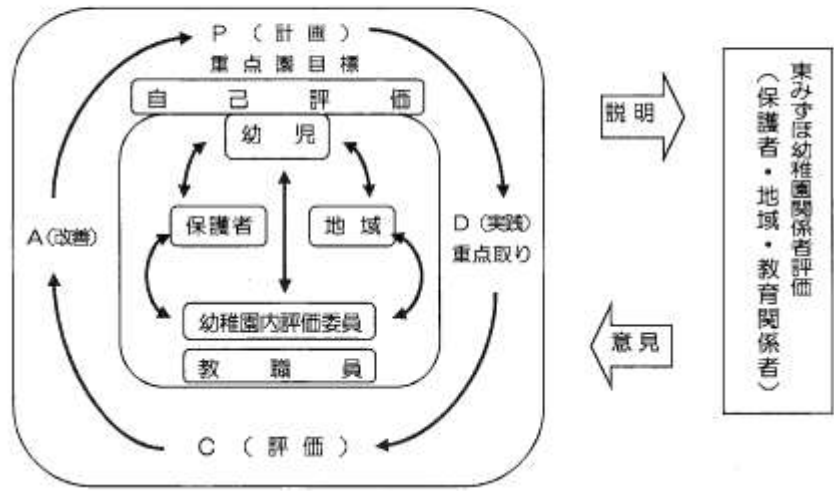 P（計画）
重点園目標
自己評価
幼児
保護者
地域
幼稚園内評価委員
教職員
A（改善）
D（実践）
重点取り
C（評価）
説明
意見
東みずほ幼稚園関係者評価
（保護者・地域・教育関係者）